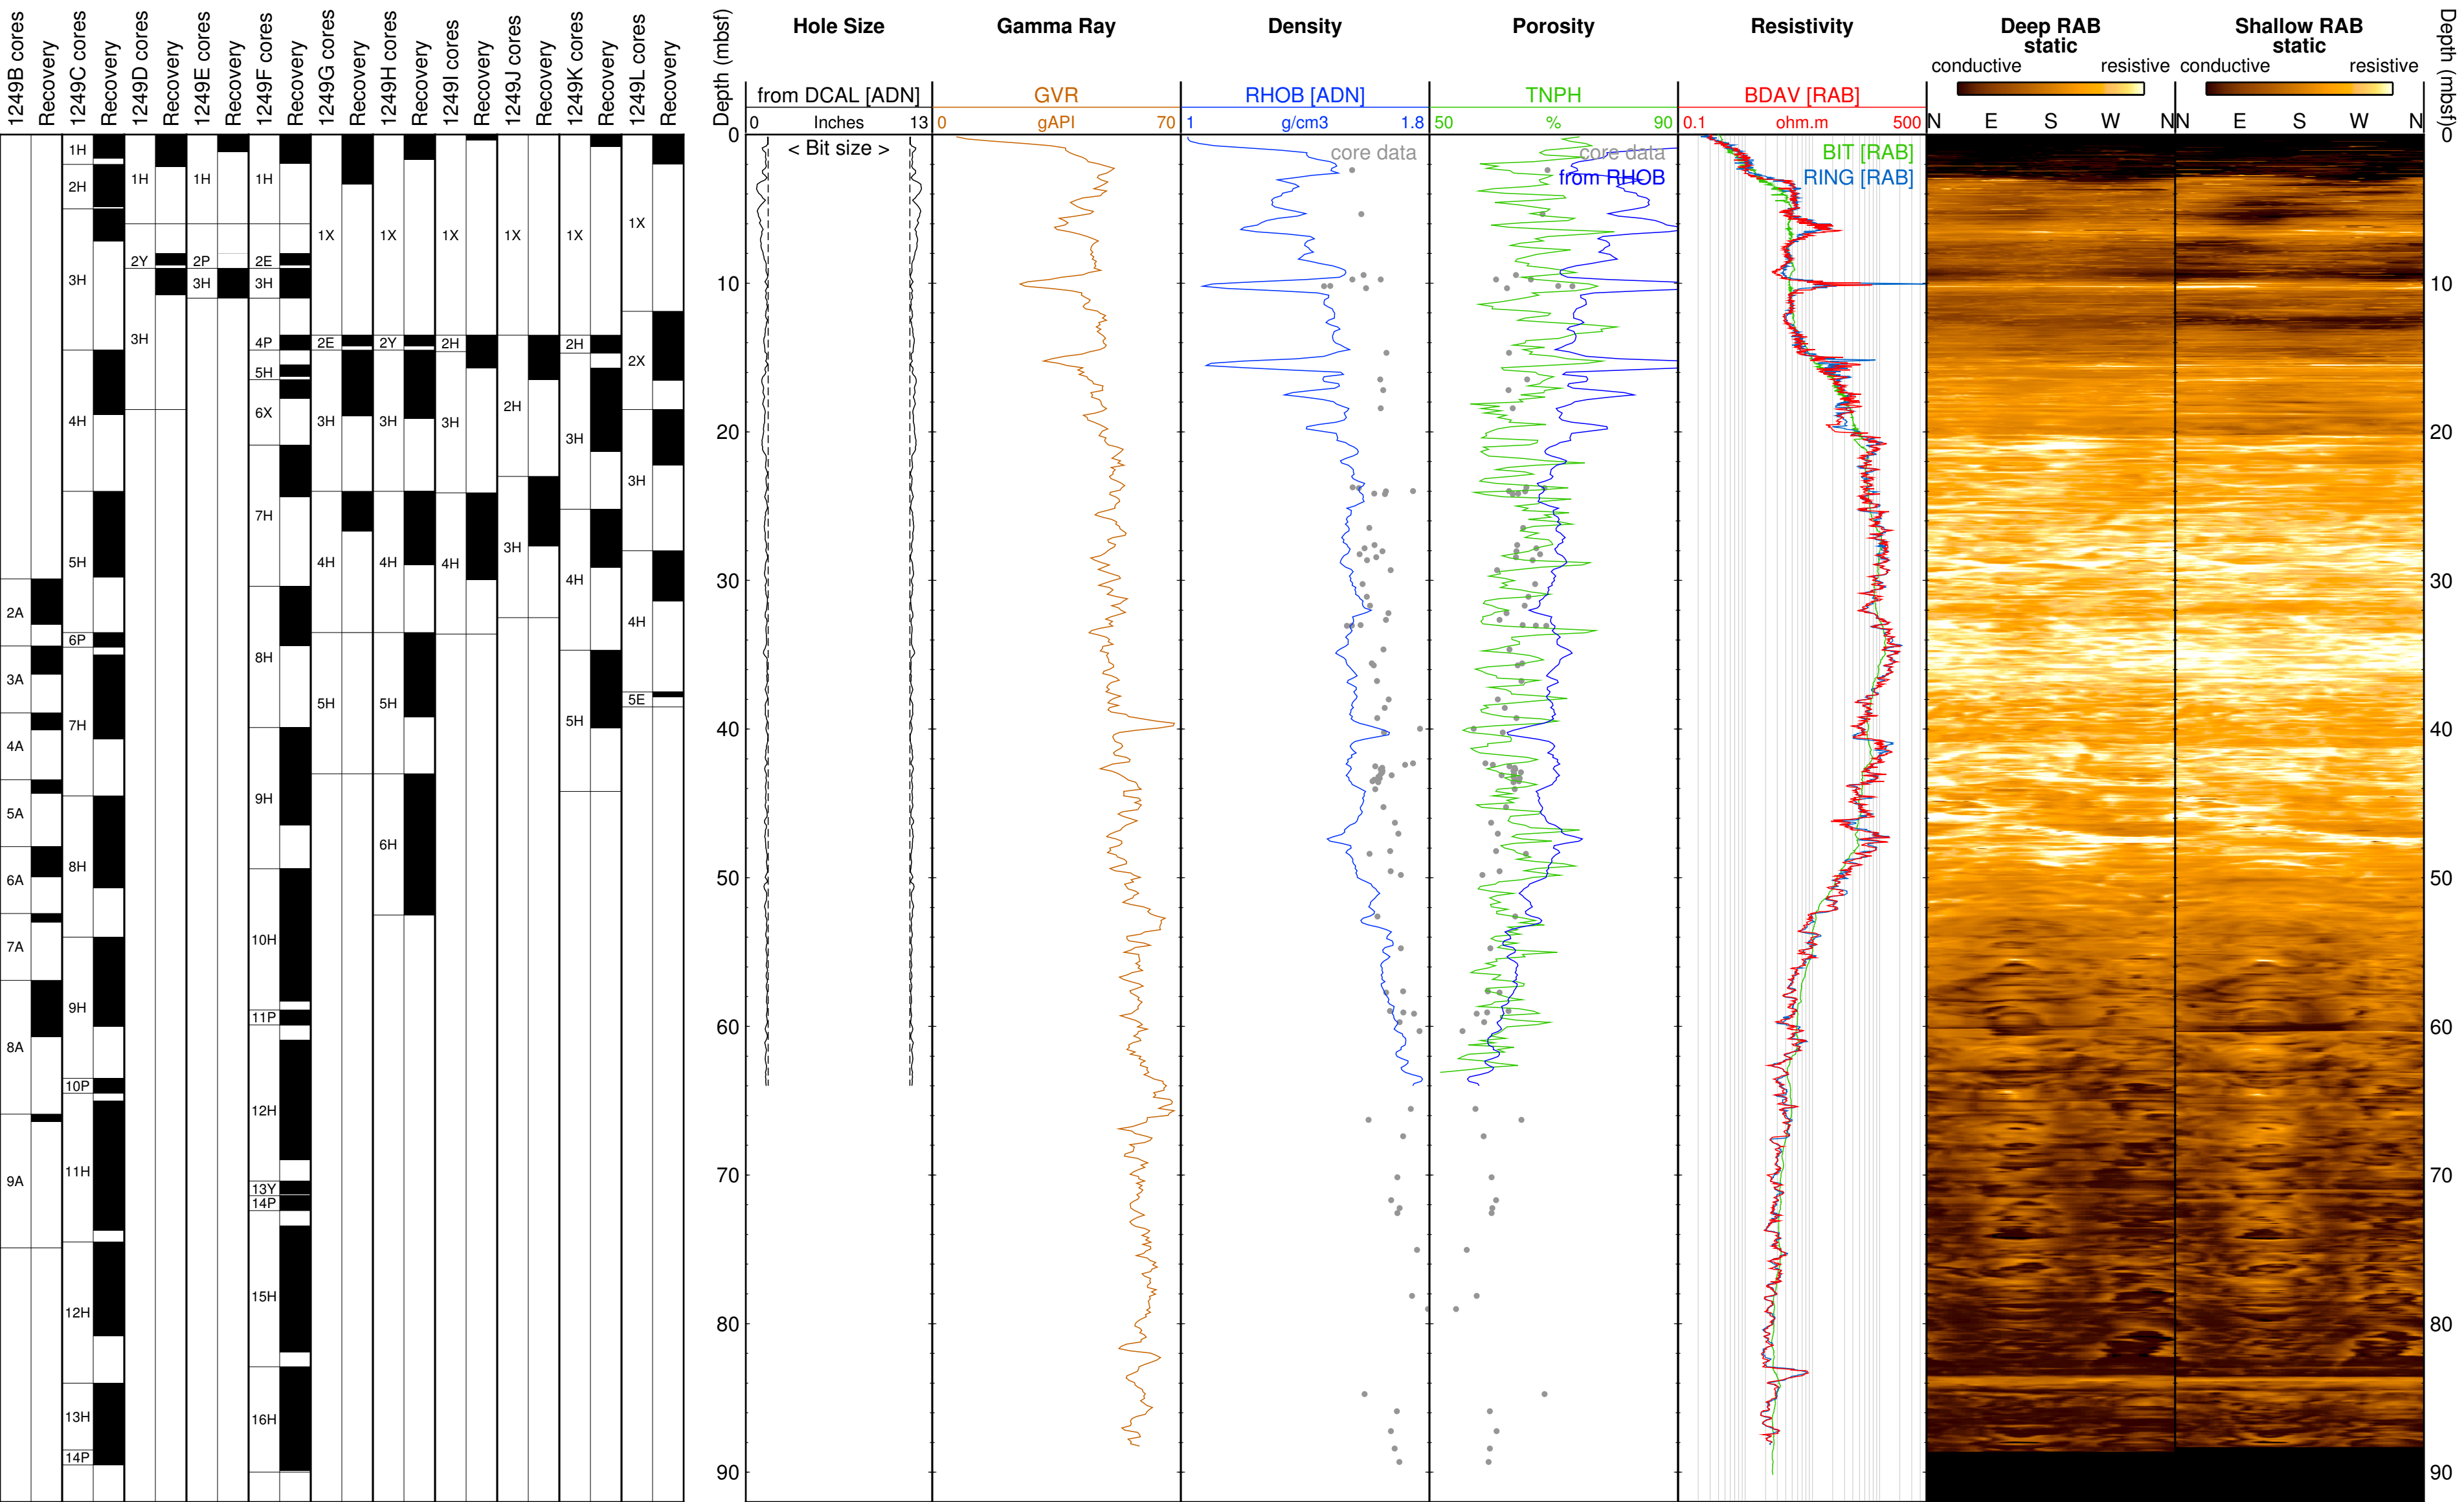 1249B cores
Recovery
1249C cores
Recovery
1249D cores
Recovery
1249E cores
Recovery
1249F cores
Recovery
1249G cores
Recovery
1249H cores
Recovery
1249I cores
Recovery
1249J cores
Recovery
1249K cores
Recovery
1249L cores
Recovery
Depth (mbsf)
Hole Size
Gamma Ray
Density
Porosity
Resistivity
Deep RAB
static
Shallow RAB
static
Depth (mbsf)
conductive resistive
conductive resistive
from DCAL [ADN]
GVR
RHOB [ADN]
TNPH
BDAV [RAB]
0 Inches 13
0 gAPI 70
1 g/cm3 1.8
50 % 90
0.1 ohm.m 500
N E S W N
N E S W N
< Bit size >
core data
core data
from RHOB
BIT [RAB]
RING [RAB]
2A
3A
4A
5A
6A
7A
8A
9A
1H
2H
3H
4H
5H
6P
7H
8H
9H
10P
11H
12H
13H
14P
1H
2Y
3H
1H
2P
3H
1H
2E
3H
4P
5H
6X
7H
8H
9H
10H
11P
12H
13Y
14P
15H
16H
1X
2E
3H
4H
5H
1X
2Y
3H
4H
5H
6H
1X
2H
3H
4H
1X
2H
3H
1X
2H
3H
4H
5H
1X
2X
3H
4H
5E
0
10
20
30
40
50
60
70
80
90
0
10
20
30
40
50
60
70
80
90